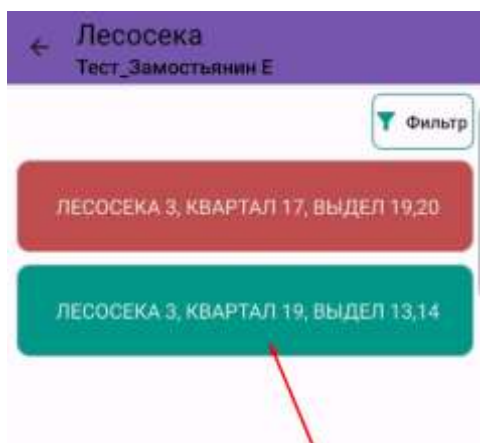 Лесосека
Тест_Замостьянин Е
Фильтр
ЛЕСОСЕКА 3, КВАРТАЛ 17, ВЫДЕЛ 19,20
ЛЕСОСЕКА 3, КВАРТАЛ 19, ВЫДЕЛ 13,14